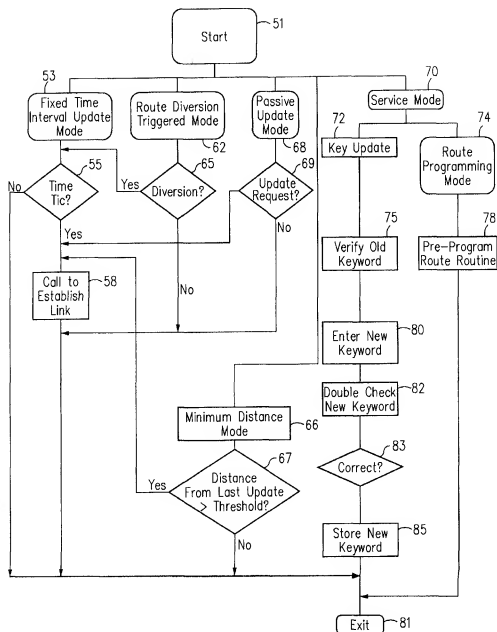 Start
51
53
Fixed Time
Interval Update
Mode
Route Diversion
Triggered Mode
62
Passive
Update
Mode
68
70
Service Mode
72
Key Update
74
Route
Programming
Mode
55
Time
Tic?
No
Yes
65
Diversion?
Yes
No
69
Update
Request?
No
Call to
Establish
Link
58
75
Verify Old
Keyword
78
Pre-Program
Route Routine
Enter New
Keyword
80
Double Check
New Keyword
82
Minimum Distance
Mode
66
67
Distance
From Last Update
> Threshold?
Yes
No
83
Correct?
Store New
Keyword
85
Exit
81